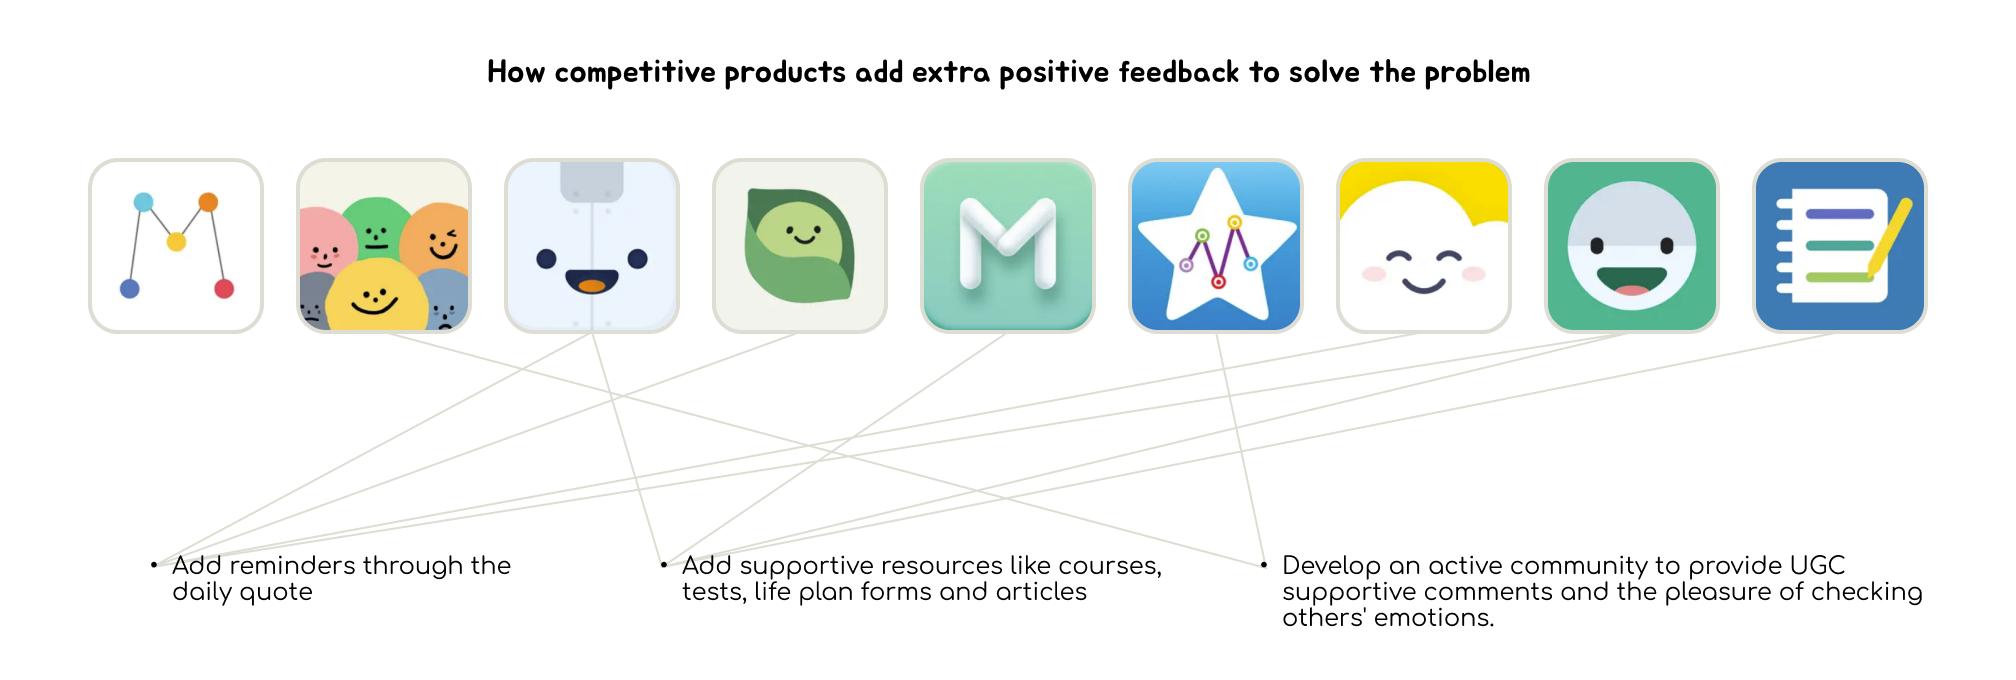 How competitive products add extra positive feedback to solve the problem
• Add reminders through the
daily quote
• Add supportive resources like courses,
tests, life plan forms and articles
• Develop an active community to provide UGC
supportive comments and the pleasure of checking
others' emotions.